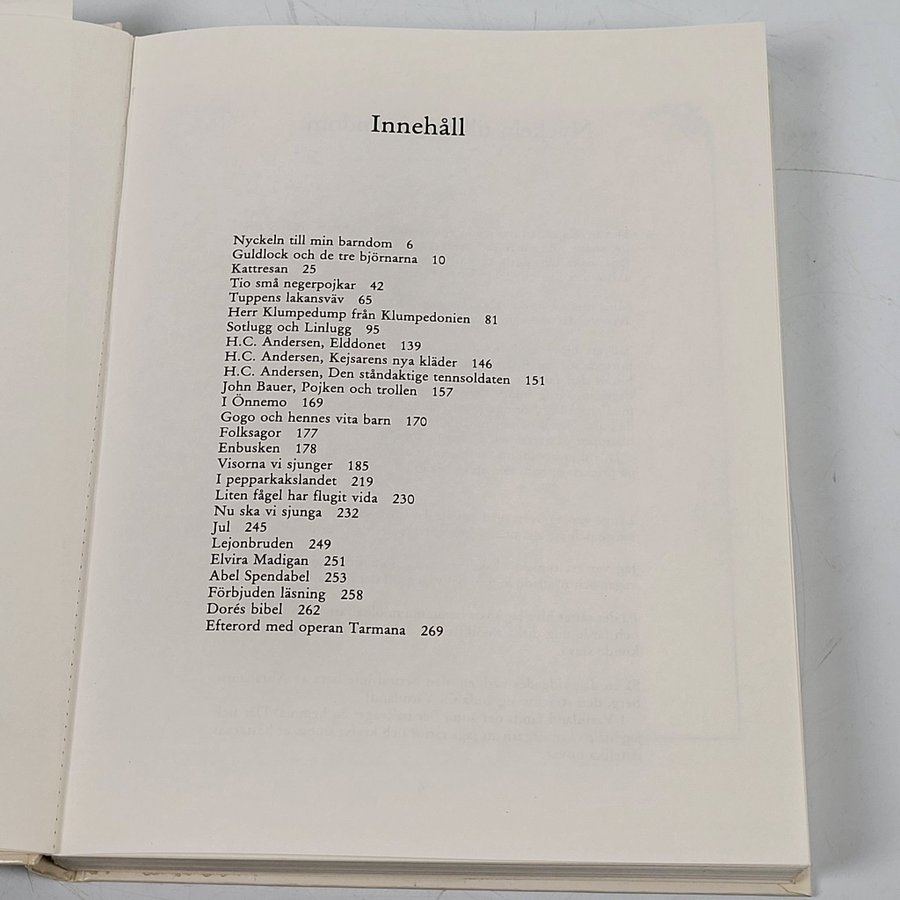 Innehåll
Nyckeln till min barndom 6
Guldlock och de tre björnarna 10
Kattresan 25
Tio små negerpojkar 42
Tuppens lakansväv 65
Herr Klumpedump från Klumpedonien 81
Sotlugg och Linlugg 95
H.C. Andersen, Elddonet 139
H.C. Andersen, Kejsarens nya kläder 146
H.C. Andersen, Den ståndaktige tennsoldaten 151
John Bauer, Pojken och trollen 157
I Önnemo 169
Gogo och hennes vita barn 170
Folksagor 177
Enbusken 178
Visorna vi sjunger 185
I pepparkakslandet 219
Liten fågel har flugit vida 230
Nu ska vi sjunga 232
Jul 245
Lejonbruden 249
Elvira Madigan 251
Abel Spendabel 253
Förbjuden läsning 258
Dorés bibel 262
Efterord med operan Tarmana 269